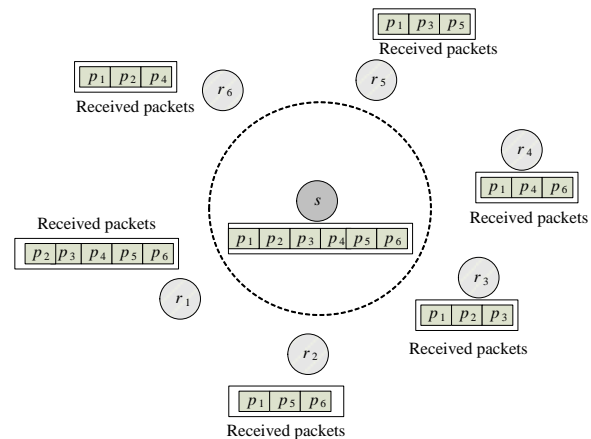 p1 p3 p5
Received packets
r5
p1 p2 p4
Received packets
r6
r4
p1 p4 p6
Received packets
s
p1 p2 p3 p4 p5 p6
Received packets
p2 p3 p4 p5 p6
r1
r3
p1 p2 p3
Received packets
r2
p1 p5 p6
Received packets